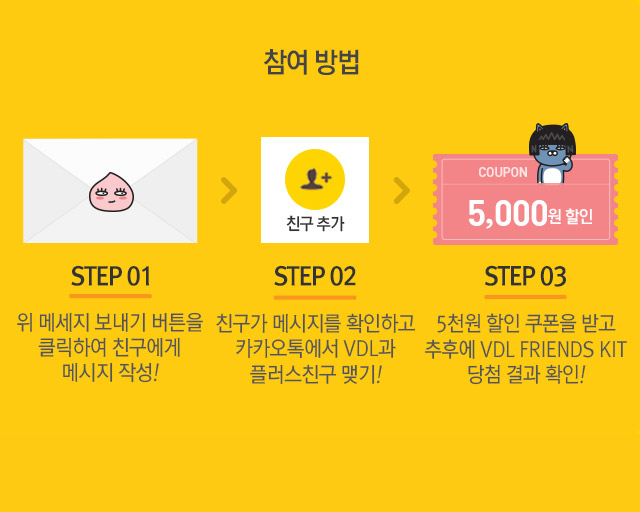 참여 방법
친구 추가
COUPON
5,000원 할인
STEP 01
위 메세지 보내기 버튼을
클릭하여 친구에게
메시지 작성!
STEP 02
친구가 메시지를 확인하고
카카오톡에서 VDL과
플러스친구 맺기!
STEP 03
5천원 할인 쿠폰을 받고
추후에 VDL FRIENDS KIT
당첨 결과 확인!